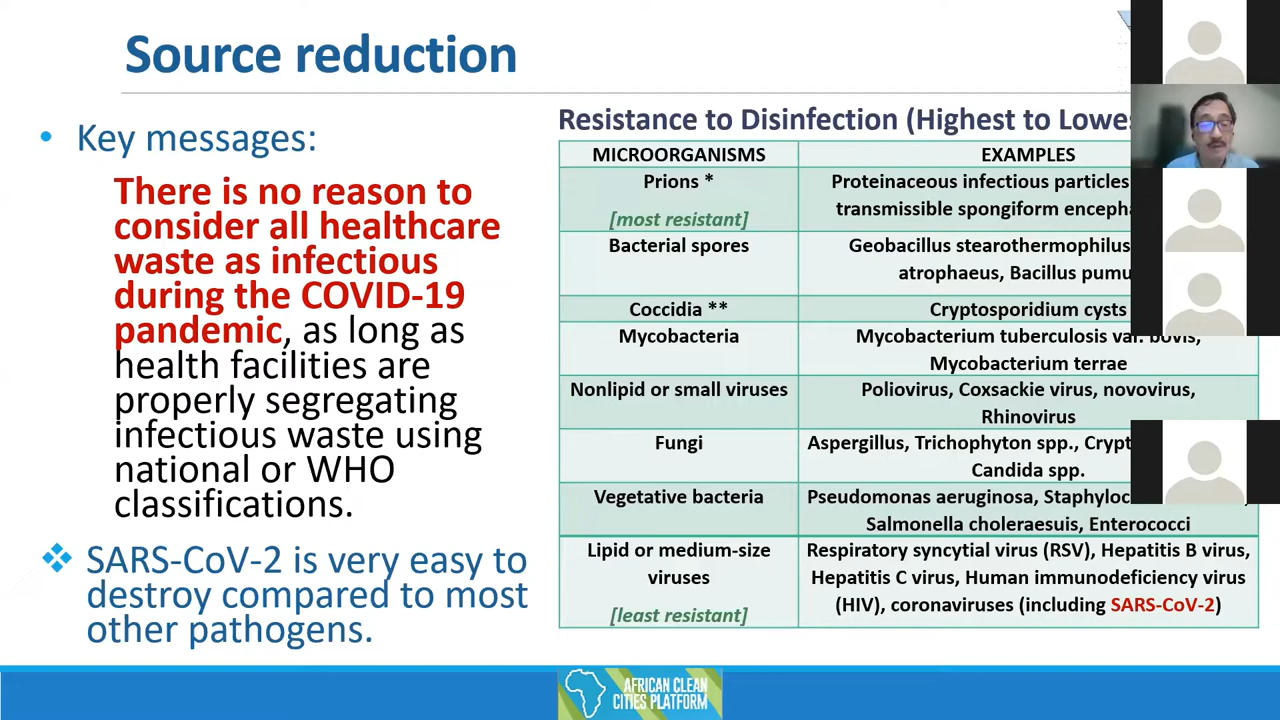 Source reduction
• Key messages:
There is no reason to
consider all healthcare
waste as infectious
during the COVID-19
pandemic, as long as
health facilities are
properly segregating
infectious waste using
national or WHO
classifications.
❖ SARS-CoV-2 is very easy to
destroy compared to most
other pathogens.
Resistance to Disinfection (Highest to
MICROORGANISMS EXAMPLES
Prions *
[most resistant]
Proteinaceous infectious particles
transmissible spongiform
Bacterial spores
Geobacillus stearothermophilus
atrophaeus, Bacillus
Coccidia ** Cryptosporidium cysts
Mycobacteria
Mycobacterium tuberculosis var. bovis,
Mycobacterium terrae
Nonlipid or small viruses
Poliovirus, Coxsackie virus, novovirus,
Rhinovirus
Fungi
Aspergillus, Trichophyton spp.,
Candida spp.
Vegetative bacteria
Pseudomonas aeruginosa,
Salmonella choleraesuis, Enterococci
Lipid or medium-size
viruses
[least resistant]
Respiratory syncytial virus (RSV), Hepatitis B virus,
Hepatitis C virus, Human immunodeficiency virus
(HIV), coronaviruses (including SARS-CoV-2)
AFRICAN CLEAN
CITIES PLATFORM